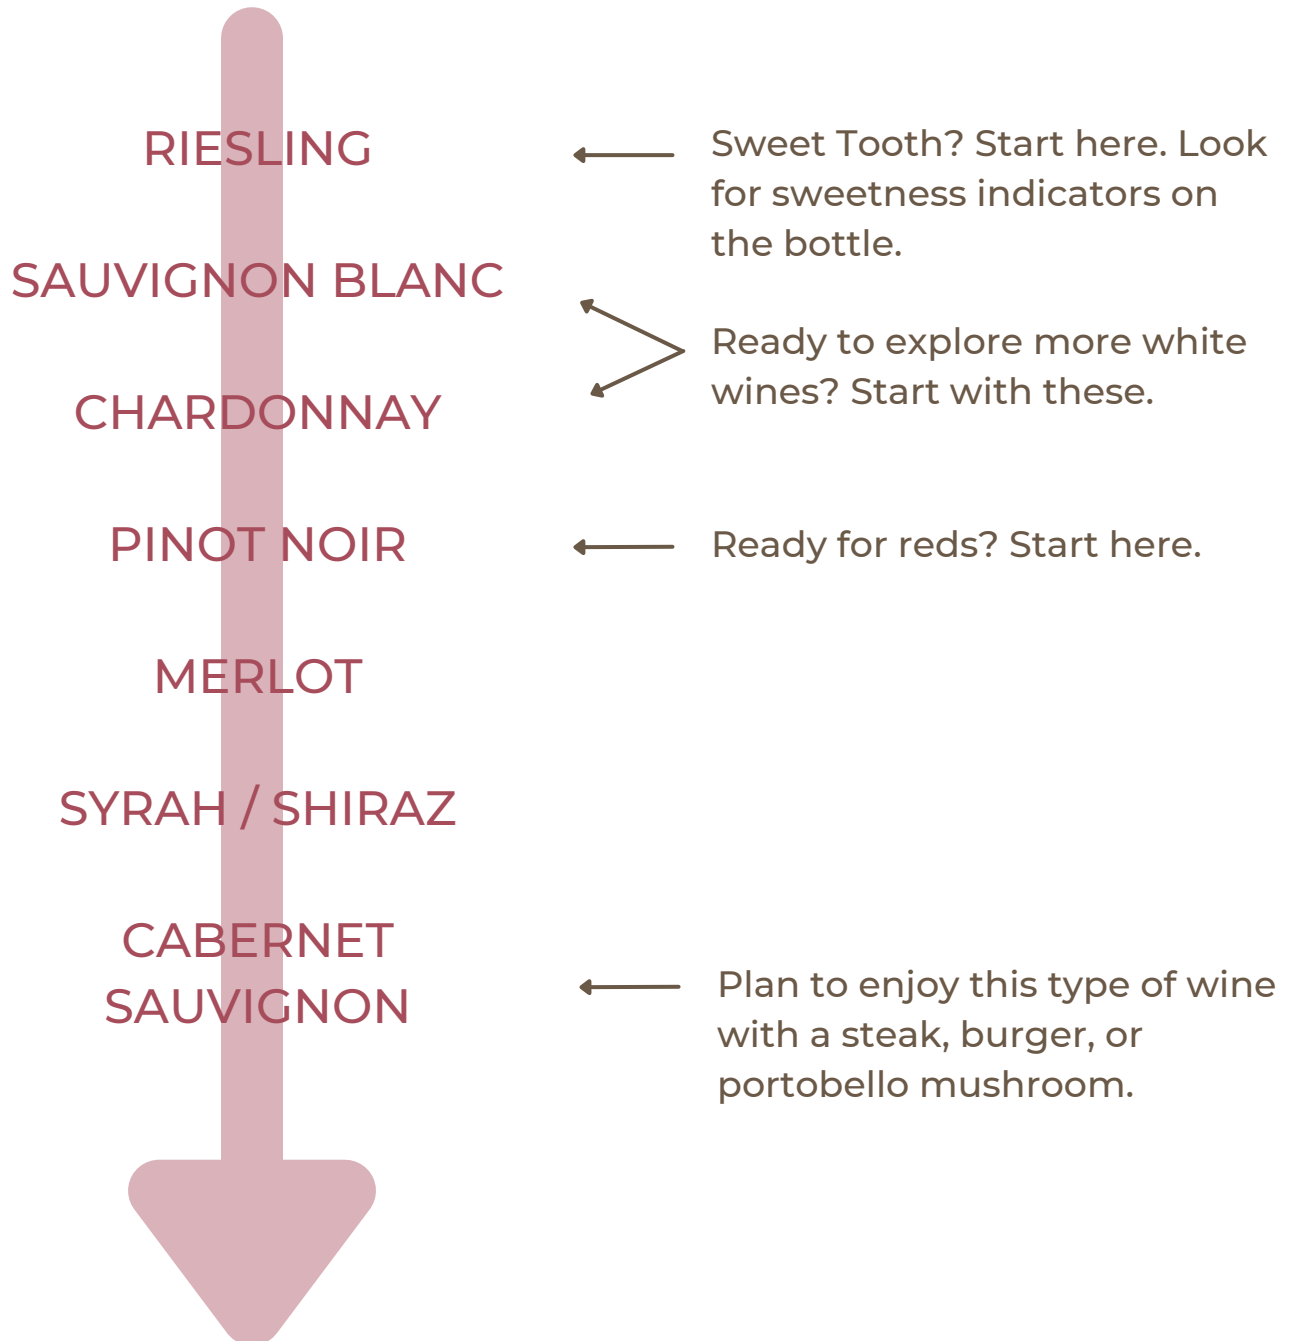 RIESLING
Sweet Tooth? Start here. Look
for sweetness indicators on
the bottle.
SAUVIGNON BLANC
CHARDONNAY
Ready to explore more white
wines? Start with these.
PINOT NOIR
Ready for reds? Start here.
MERLOT
SYRAH / SHIRAZ
CABERNET
SAUVIGNON
Plan to enjoy this type of wine
with a steak, burger, or
portobello mushroom.